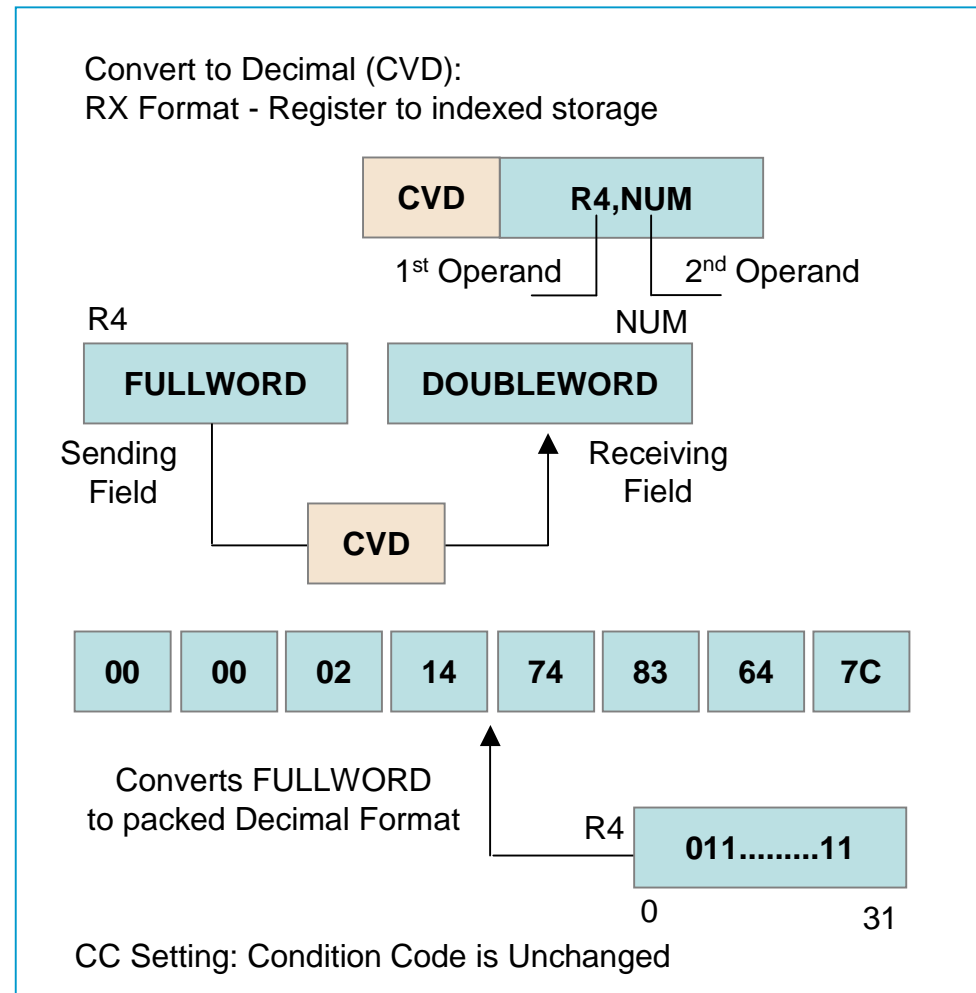 Convert to Decimal (CVD):
RX Format - Register to indexed storage
CVD R4,NUM
1st Operand 2nd Operand
R4 NUM
FULLWORD DOUBLEWORD
Sending
Field
Receiving
Field
CVD
00 00 02 14 74 83 64 7C
Converts FULLWORD
to packed Decimal Format
R4 011.........11
0 31
CC Setting: Condition Code is Unchanged